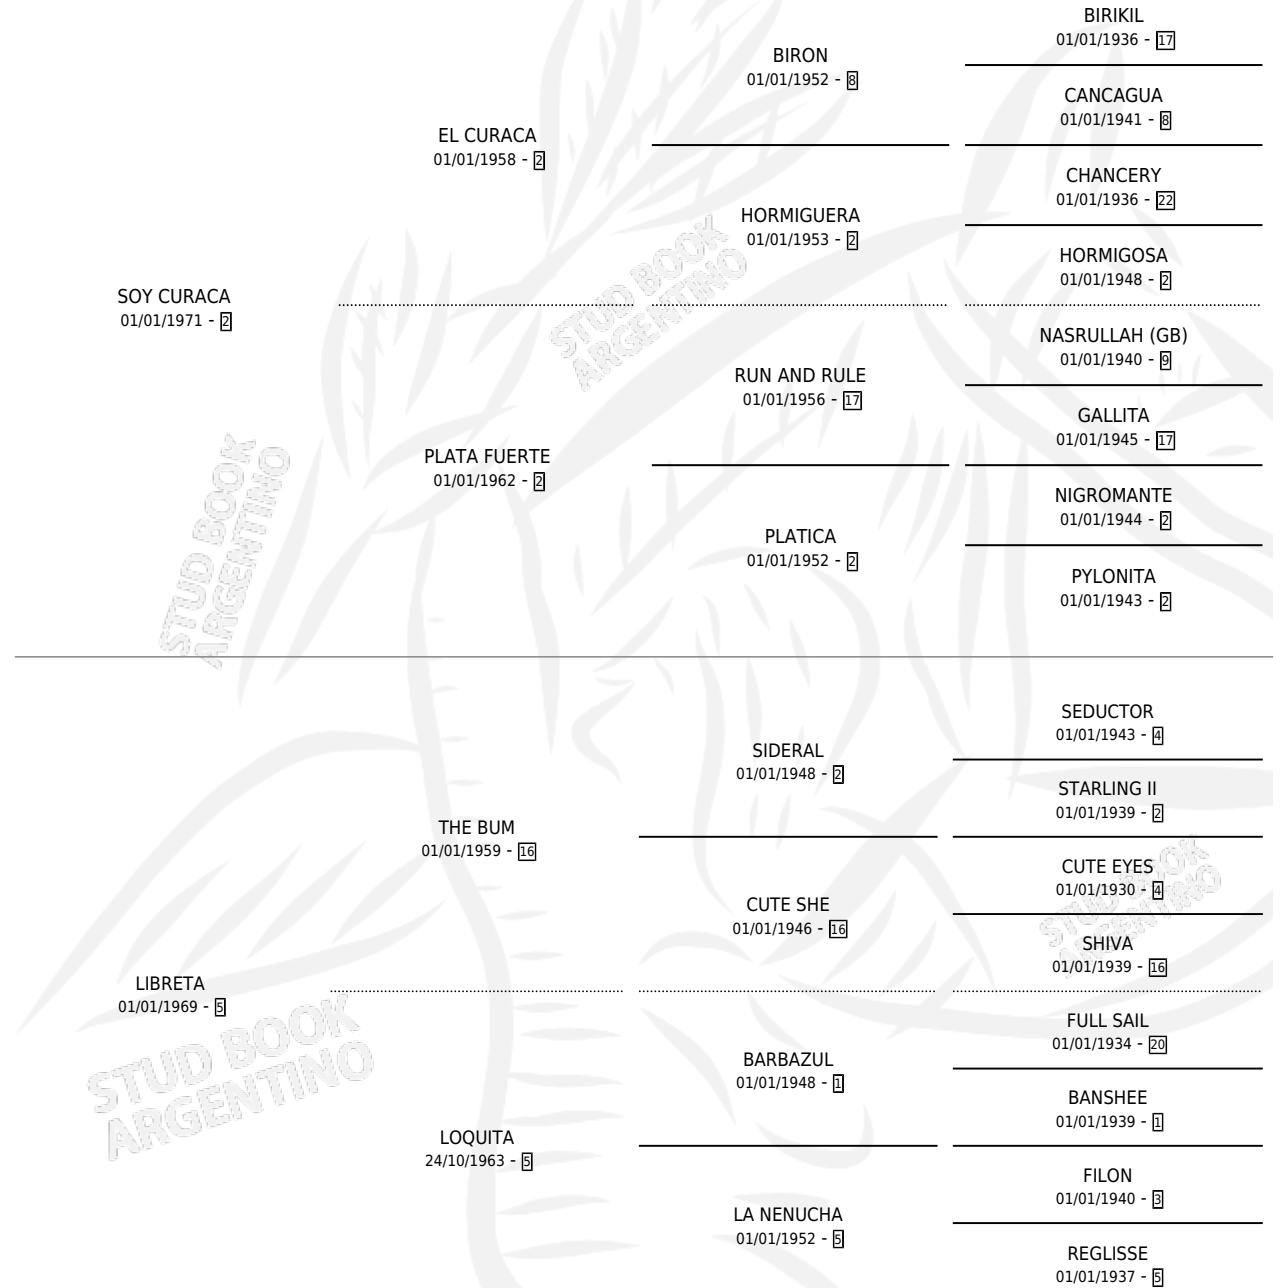 BIRIKIL
01/01/1936 - 17
BIRON
01/01/1952 - 8
CANCAGUA
01/01/1941 - 8
EL CURACA
01/01/1958 - 2
CHANCERY
01/01/1936 - 22
HORMIGUERA
01/01/1953 - 2
HORMIGOSA
01/01/1948 - 2
SOY CURACA
01/01/1971 - 2
NASRULLAH (GB)
01/01/1940 - 9
RUN AND RULE
01/01/1956 - 17
GALLITA
01/01/1945 - 17
PLATA FUERTE
01/01/1962 - 2
NIGROMANTE
01/01/1944 - 2
PLATICA
01/01/1952 - 2
PYLONITA
01/01/1943 - 2
STUD BOOK
ARGENTINO
STUD BOOK
ARGENTINO
SEDUCTOR
01/01/1943 - 4
SIDERAL
01/01/1948 - 2
STARLING II
01/01/1939 - 2
THE BUM
01/01/1959 - 16
CUTE EYES
01/01/1930 - 4
CUTE SHE
01/01/1946 - 16
SHIVA
01/01/1939 - 16
LIBRETA
01/01/1969 - 5
FULL SAIL
01/01/1934 - 20
BARBAZUL
01/01/1948 - 1
BANSHEE
01/01/1939 - 1
LOQUITA
24/10/1963 - 5
FILON
01/01/1940 - 3
LA NENUCHA
01/01/1952 - 5
REGLISSE
01/01/1937 - 5
STUD BOOK
ARGENTINO
STUD BOOK
ARGENTINO